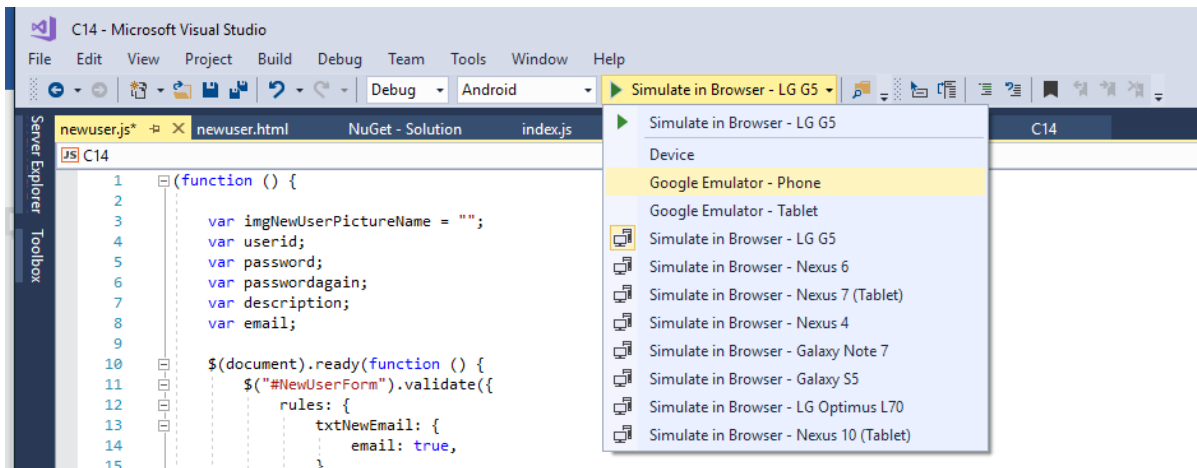 C14 - Microsoft Visual Studio
File Edit View Project Build Debug Team Tools Window Help
Debug Android Simulate in Browser - LG G5
newuser.js* newuser.html NuGet - Solution index.js C14
JS C14
Server Explorer
Toolbox
Simulate in Browser - LG G5
Device
Google Emulator - Phone
Google Emulator - Tablet
Simulate in Browser - LG G5
Simulate in Browser - Nexus 6
Simulate in Browser - Nexus 7 (Tablet)
Simulate in Browser - Nexus 4
Simulate in Browser - Galaxy Note 7
Simulate in Browser - Galaxy S5
Simulate in Browser - LG Optimus L70
Simulate in Browser - Nexus 10 (Tablet)
1 (function () {
2
3 var imgNewUserPictureName = "";
4 var userid;
5 var password;
6 var passwordagain;
7 var description;
8 var email;
9
10 $(document).ready(function () {
11 $("#NewUserForm").validate({
12 rules: {
13 txtNewEmail: {
14 email: true,
15 }